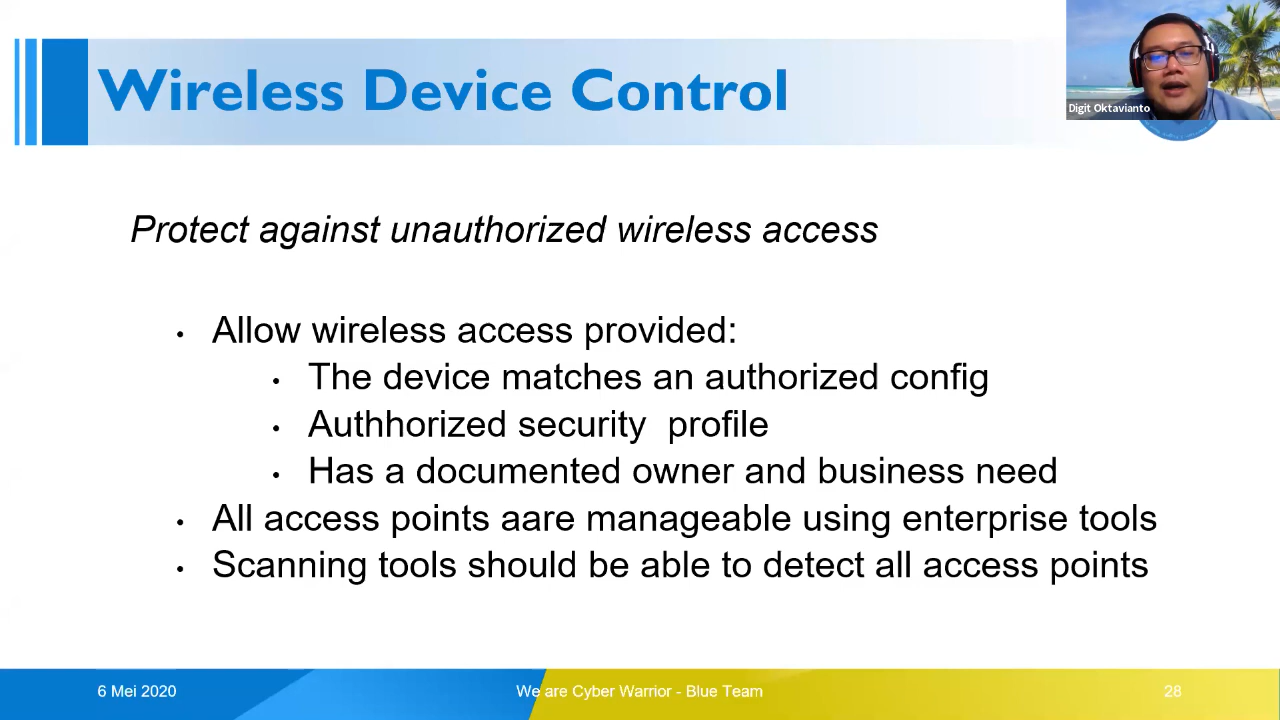 Wireless Device Control
Digit Oktavianto
Protect against unauthorized wireless access
• Allow wireless access provided:
• The device matches an authorized config
• Authhorized security  profile
• Has a documented owner and business need
• All access points aare manageable using enterprise tools
• Scanning tools should be able to detect all access points
6 Mei 2020
We are Cyber Warrior - Blue Team
28